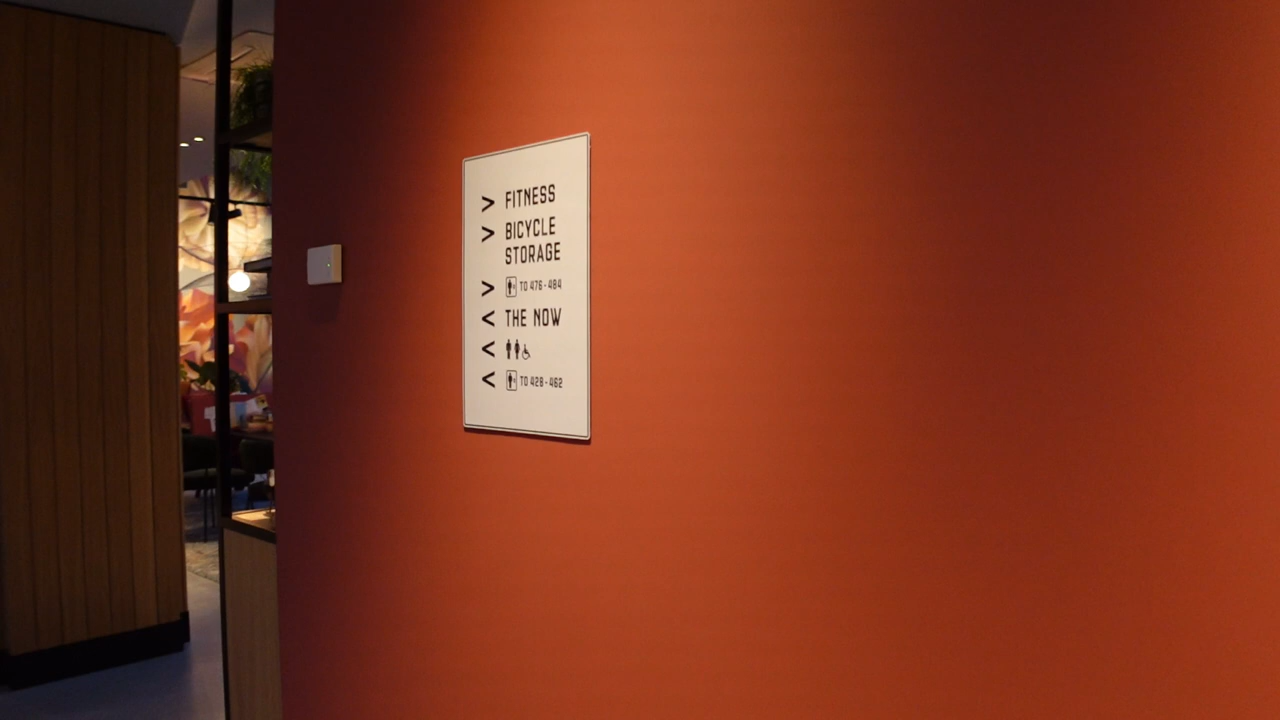 > FITNESS
> BICYCLE
STORAGE
> TO 476-484
< THE NOW
<
< TO 428-462